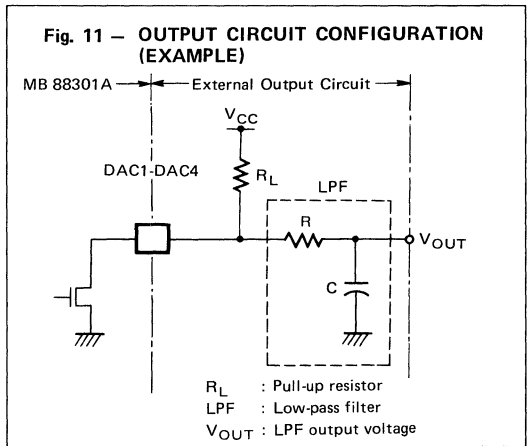 Fig. 11 — OUTPUT CIRCUIT CONFIGURATION
(EXAMPLE)
MB 88301A External Output Circuit
VCC
DAC1-DAC4
RL
LPF
R
VOUT
C
RL : Pull-up resistor
LPF : Low-pass filter
VOUT : LPF output voltage